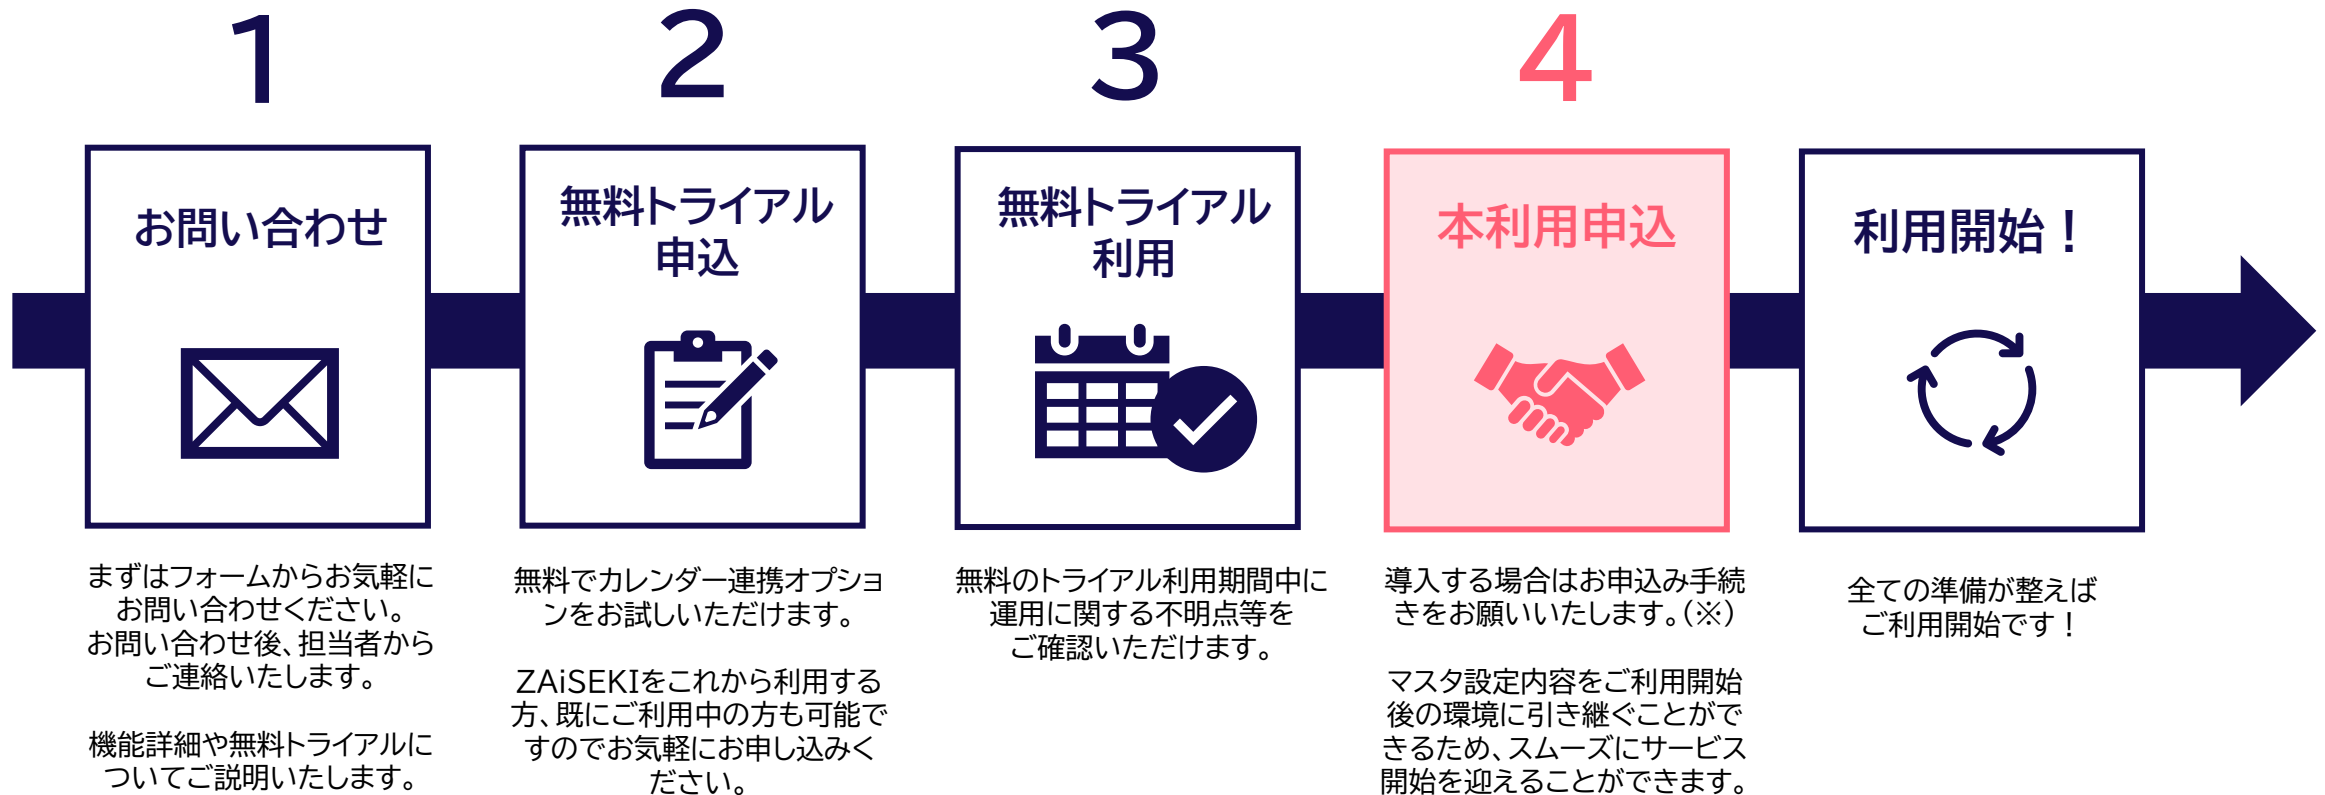 1
お問い合わせ
まずはフォームからお気軽に
お問い合わせください。
お問い合わせ後、担当者から
ご連絡いたします。
機能詳細や無料トライアルに
ついてご説明いたします。
2
無料トライアル
申込
無料でカレンダー連携オプショ
ンをお試しいただけます。
ZAiSEKIをこれから利用する
方、既にご利用中の方も可能で
すのでお気軽にお申し込みく
ださい。
3
無料トライアル
利用
無料のトライアル利用期間中に
運用に関する不明点等を
ご確認いただけます。
4
本利用申込
導入する場合はお申込み手続
きをお願いいたします。（※）
マスタ設定内容をご利用開始
後の環境に引き継ぐことがで
きるため、スムーズにサービス
開始を迎えることができます。
利用開始！
全ての準備が整えば
ご利用開始です！